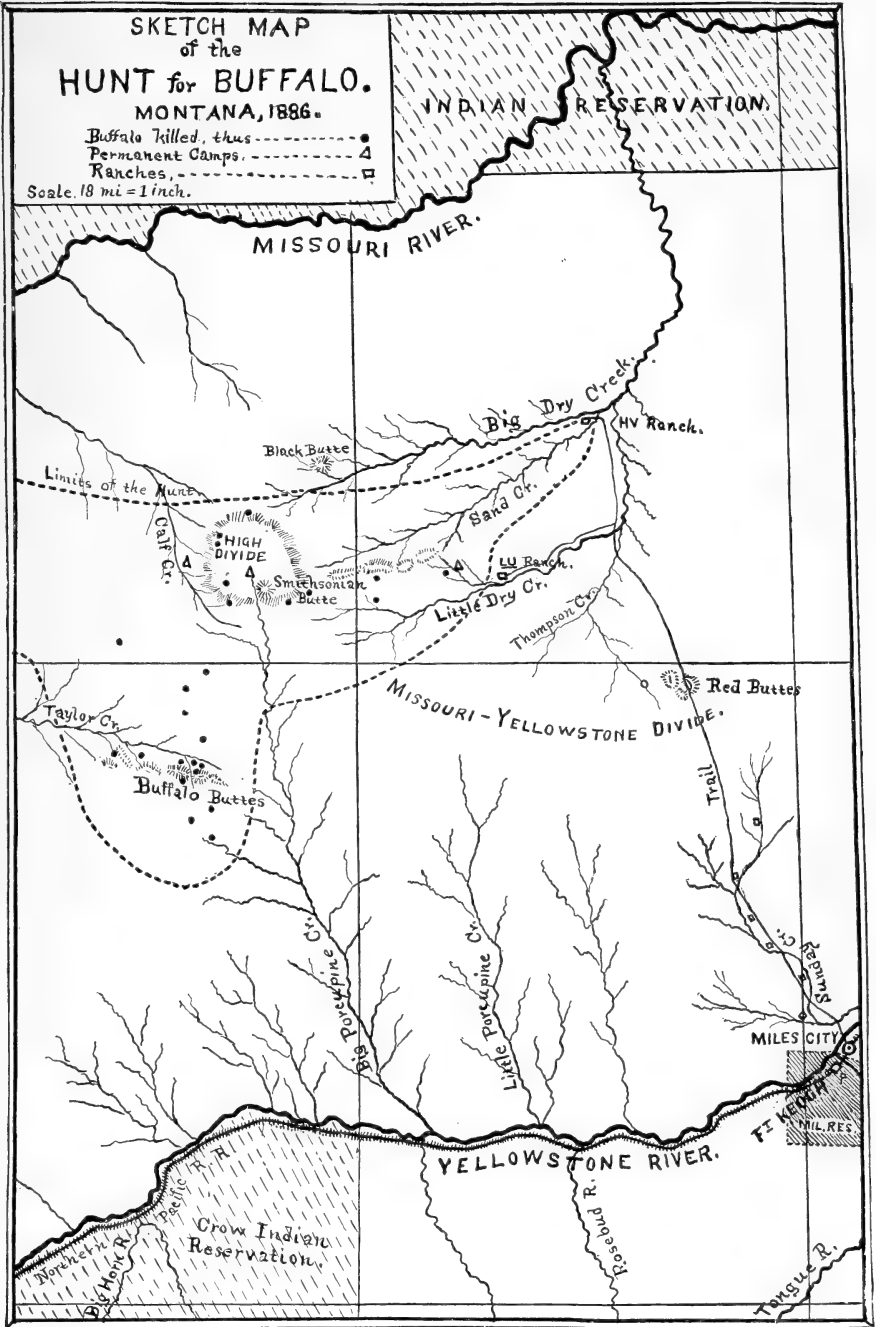 SKETCH MAP
of the
HUNT for BUFFALO.
MONTANA, 1886.
Buffalo killed, thus
Permanent Camps,
Ranches,
Scale, 18 mi = 1 inch.
INDIAN RESERVATION.
MISSOURI RIVER.
Big Dry Creek.
HV Ranch.
Black Butte
Limits of the Hunt
Sand Cr.
Calf Cr.
HIGH
DIVIDE
LU Ranch.
Smithsonian
Butte
Little Dry Cr.
Thompson Cr.
MISSOURI-YELLOWSTONE DIVIDE.
Red Buttes
Taylor Cr.
Buffalo Buttes
Trail
Big Porcupine Cr.
Little Porcupine Cr.
Sunday Cr.
MILES CITY
FT KEOGH
MIL. RES.
YELLOWSTONE RIVER.
Northern Pacific R.R.
Crow Indian
Reservation.
Big Horn R.
Rosebud R.
Tongue R.